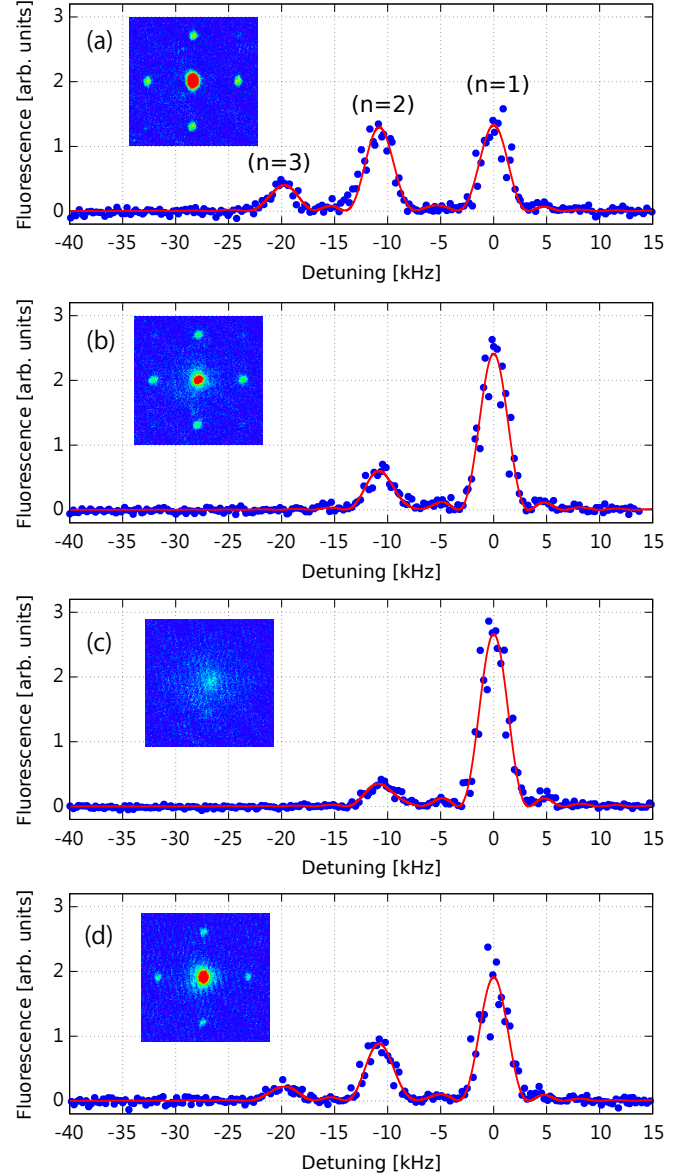 (a)
(n=1)
(n=2)
(n=3)
Fluorescence [arb. units]
3
2
1
0
-40 -35 -30 -25 -20 -15 -10 -5 0 5 10 15
Detuning [kHz]
(b)
Fluorescence [arb. units]
3
2
1
0
-40 -35 -30 -25 -20 -15 -10 -5 0 5 10 15
Detuning [kHz]
(c)
Fluorescence [arb. units]
3
2
1
0
-40 -35 -30 -25 -20 -15 -10 -5 0 5 10 15
Detuning [kHz]
(d)
Fluorescence [arb. units]
3
2
1
0
-40 -35 -30 -25 -20 -15 -10 -5 0 5 10 15
Detuning [kHz]